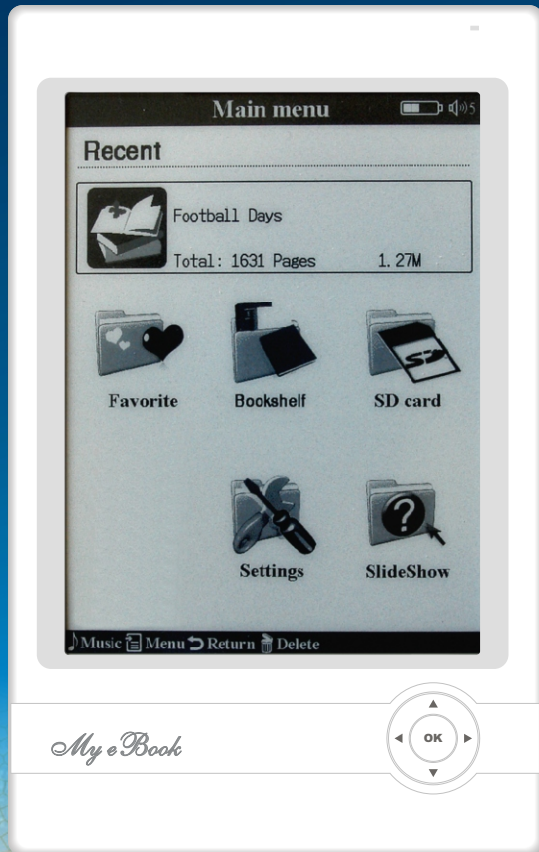 Main menu 5
Recent
Football Days
Total: 1631 Pages 1.27M
Favorite Bookshelf SD card
SD
Settings SlideShow
Music Menu Return Delete
My eBook OK